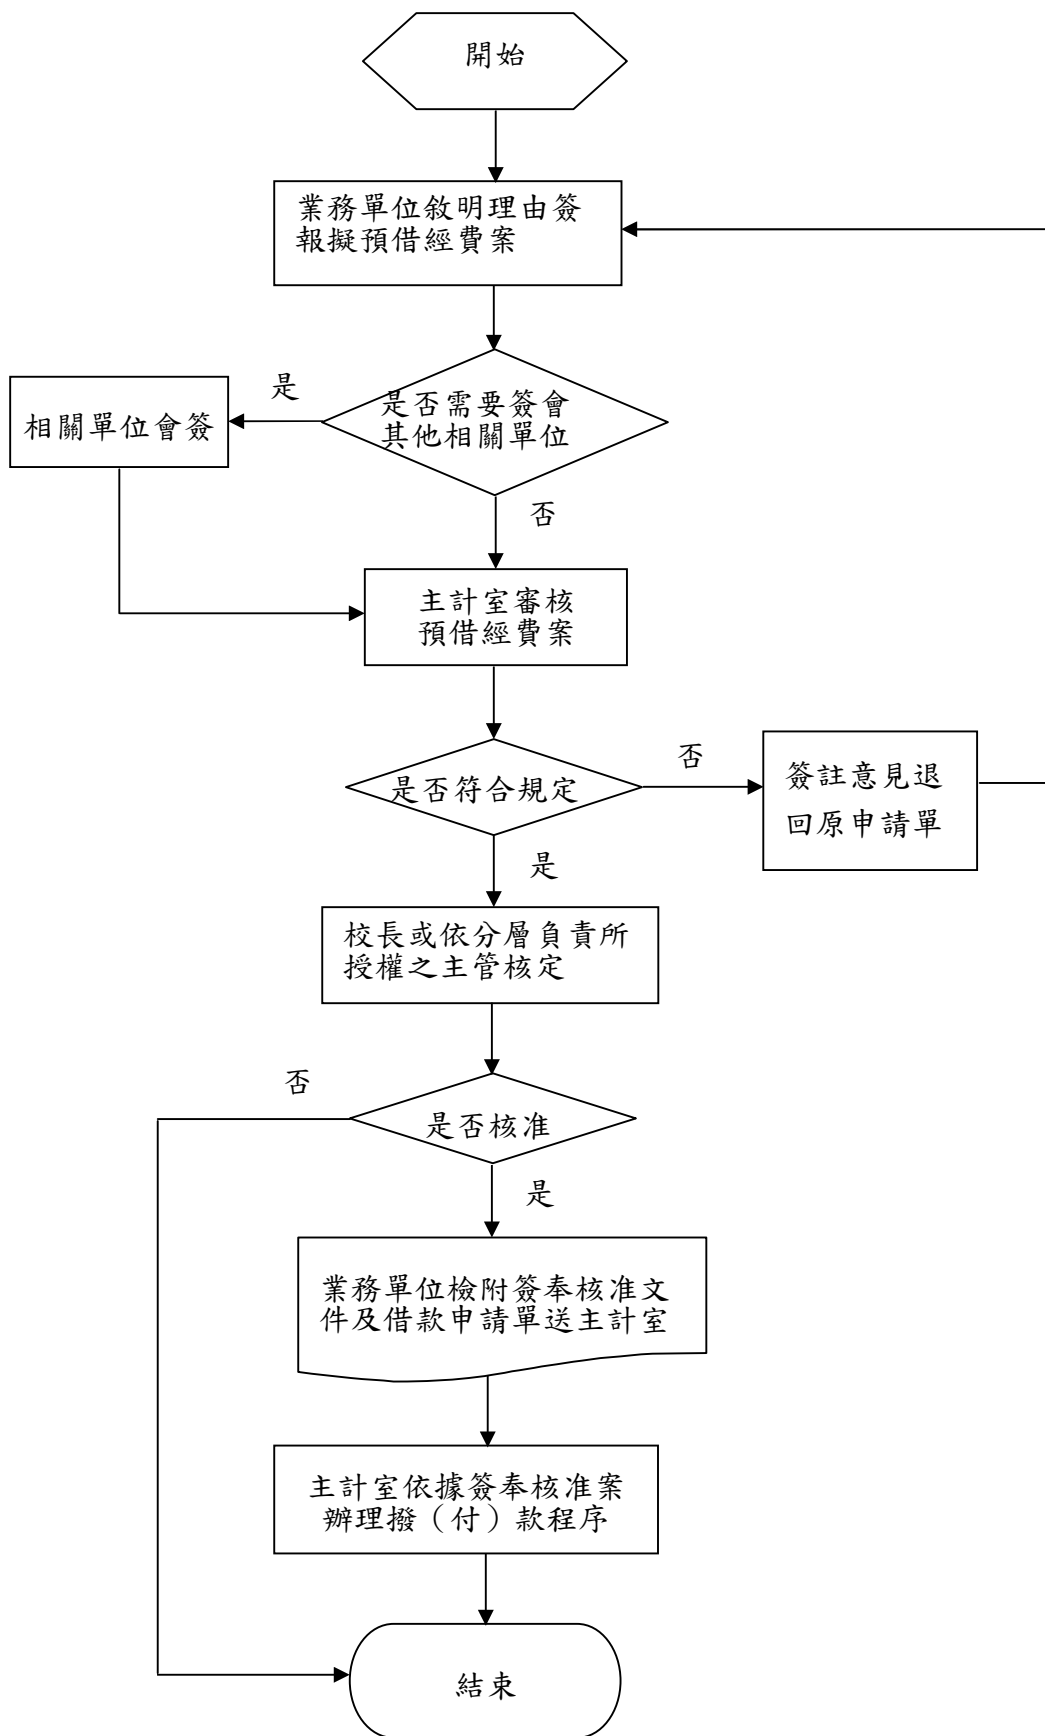 開始
業務單位敘明理由簽
報擬預借經費案
是
是否需要簽會
其他相關單位
相關單位會簽
否
主計室審核
預借經費案
是否符合規定
否
簽註意見退
回原申請單
是
校長或依分層負責所
授權之主管核定
否
是否核准
是
業務單位檢附簽奉核准文
件及借款申請單送主計室
主計室依據簽奉核准案
辦理撥（付）款程序
結束